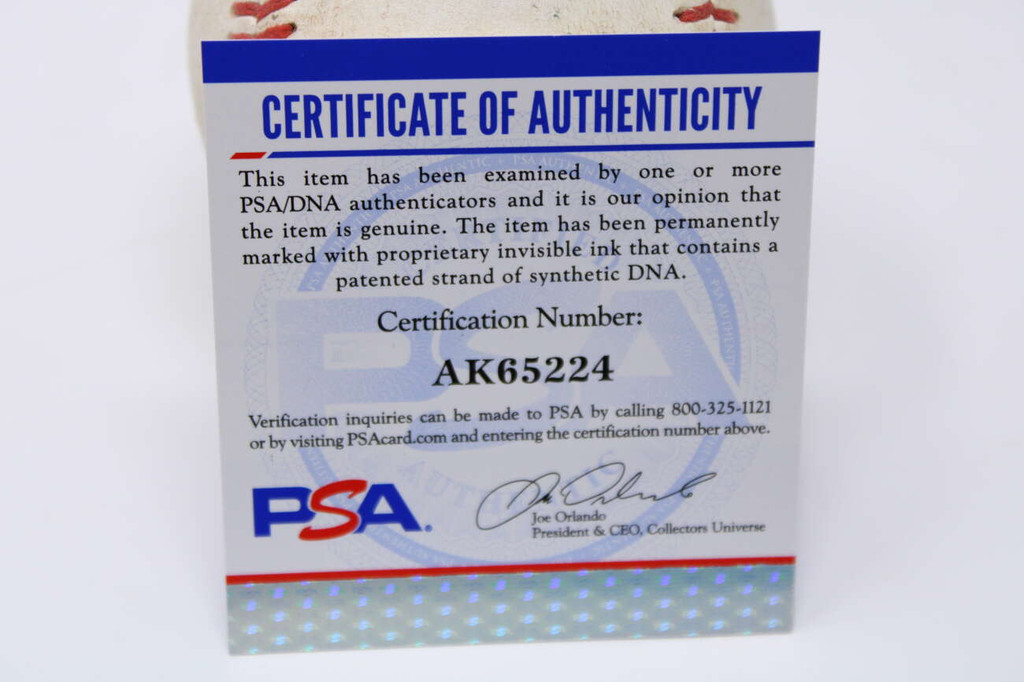 CERTIFICATE OF AUTHENTICITY
This item has been examined by one or more
PSA/DNA authenticators and it is our opinion that
the item is genuine. The item has been permanently
marked with proprietary invisible ink that contains a
patented strand of synthetic DNA.
Certification Number:
AK65224
Verification inquiries can be made to PSA by calling 800-325-1121
or by visiting PSAcard.com and entering the certification number above.
PSA
Joe Orlando
President & CEO, Collectors Universe